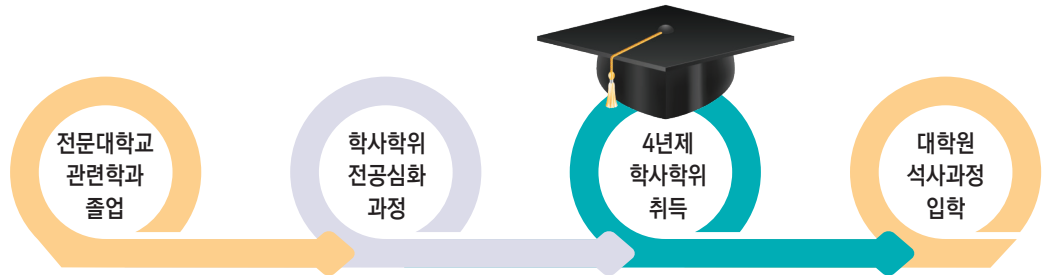 전문대학교
관련학과
졸업
학사학위
전공심화
과정
4년제
학사학위
취득
대학원
석사과정
입학